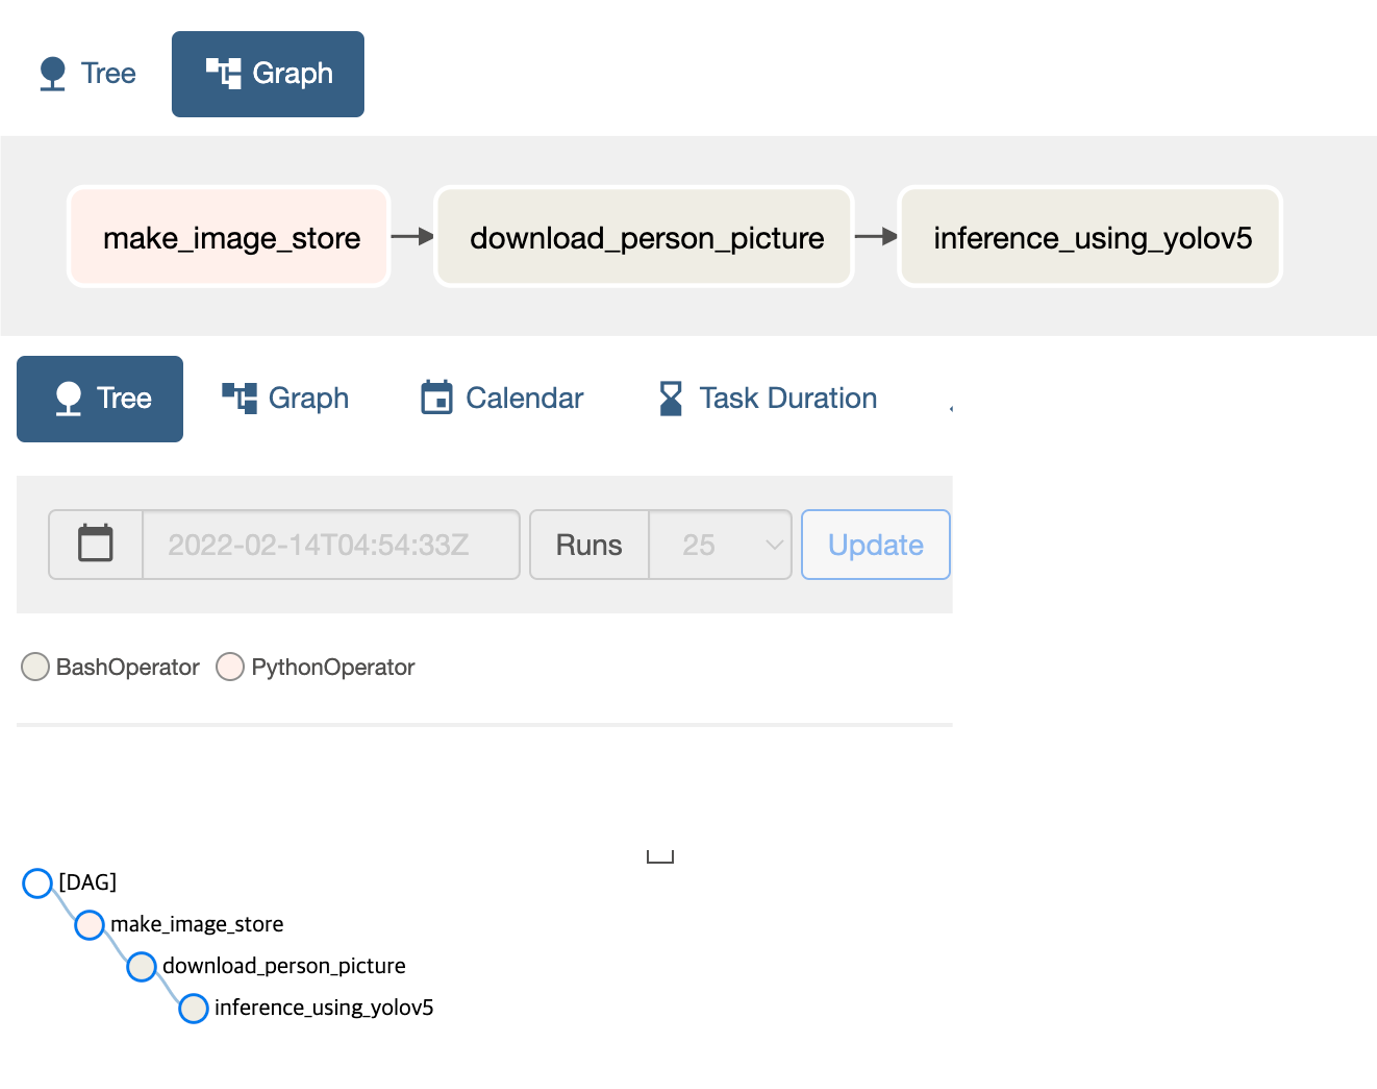 Tree Graph
make_image_store download_person_picture inference_using_yolov5
Tree Graph Calendar Task Duration
2022-02-14T04:54:33Z Runs 25 Update
BashOperator PythonOperator
[DAG]
make_image_store
download_person_picture
inference_using_yolov5